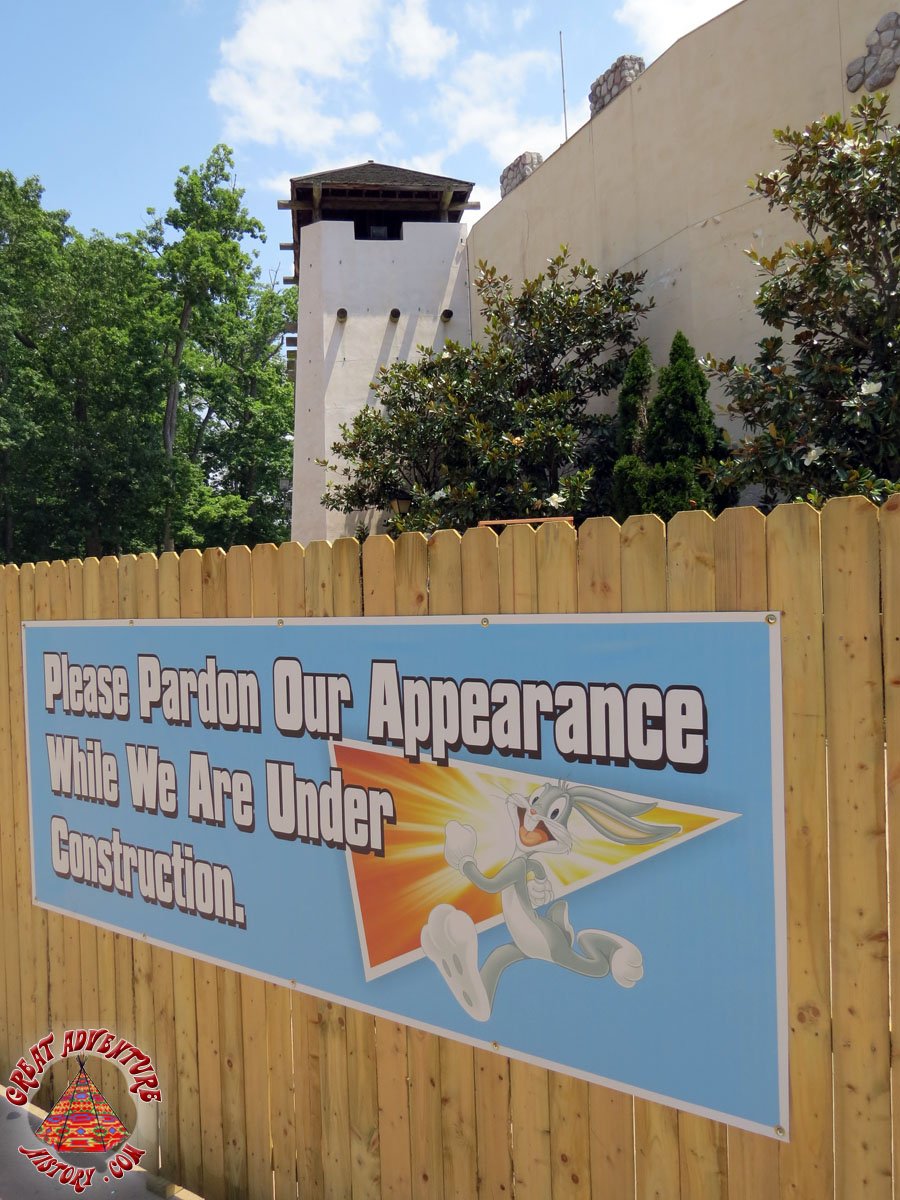 Please Pardon Our Appearance
While We Are Under
Construction.
GREAT ADVENTURE
HISTORY.COM